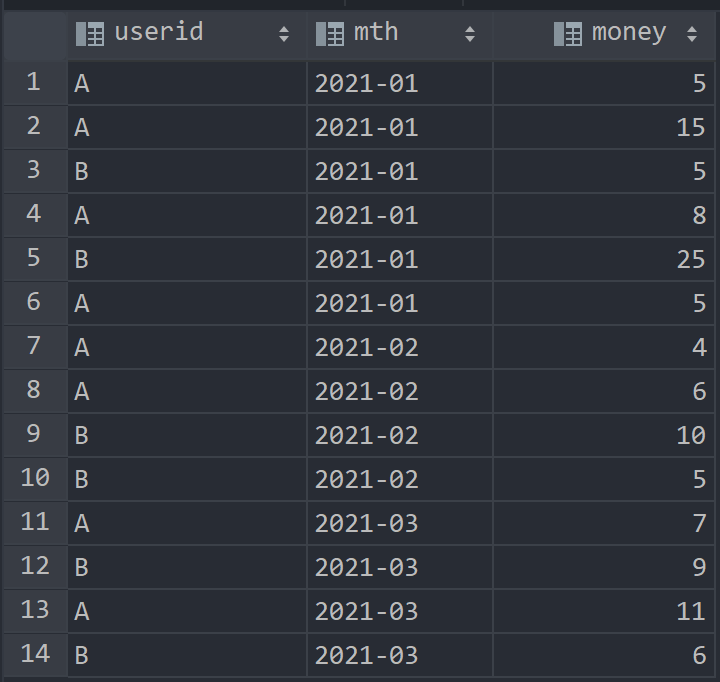 userid mth money
1 A 2021-01 5
2 A 2021-01 15
3 B 2021-01 5
4 A 2021-01 8
5 B 2021-01 25
6 A 2021-01 5
7 A 2021-02 4
8 A 2021-02 6
9 B 2021-02 10
10 B 2021-02 5
11 A 2021-03 7
12 B 2021-03 9
13 A 2021-03 11
14 B 2021-03 6